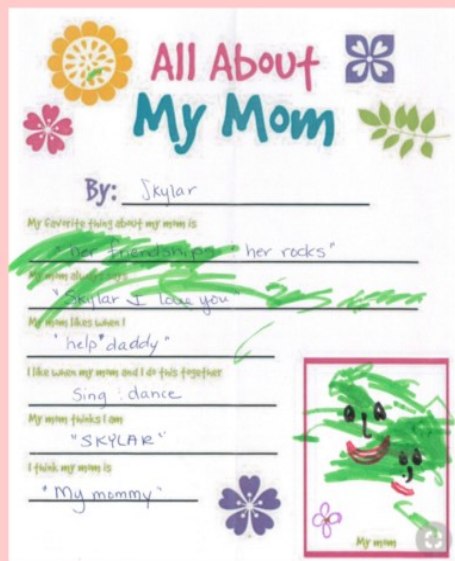 All About
My Mom
By: Skylar
My favorite thing about my mom is
"her friendships : her rocks"
My mom always says
"Skylar I love you
My mom likes when I
"help daddy"
I like when my mom and I do this together
Sing : dance
My mom thinks I am
"SKYLAR"
I think my mom is
"My mommy"
My mom